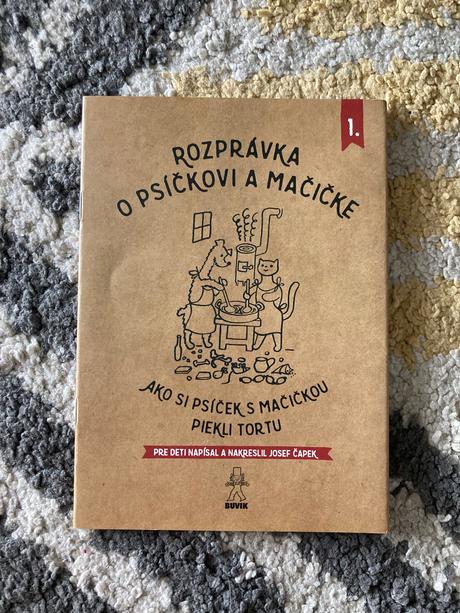 1.
ROZPRÁVKA
O PSÍČKOVI A MAČIČKE
AKO SI PSÍČEK S MAČIČKOU
PIEKLI TORTU
PRE DETI NAPÍSAL A NAKRESLIL JOSEF ČAPEK
BUVIK